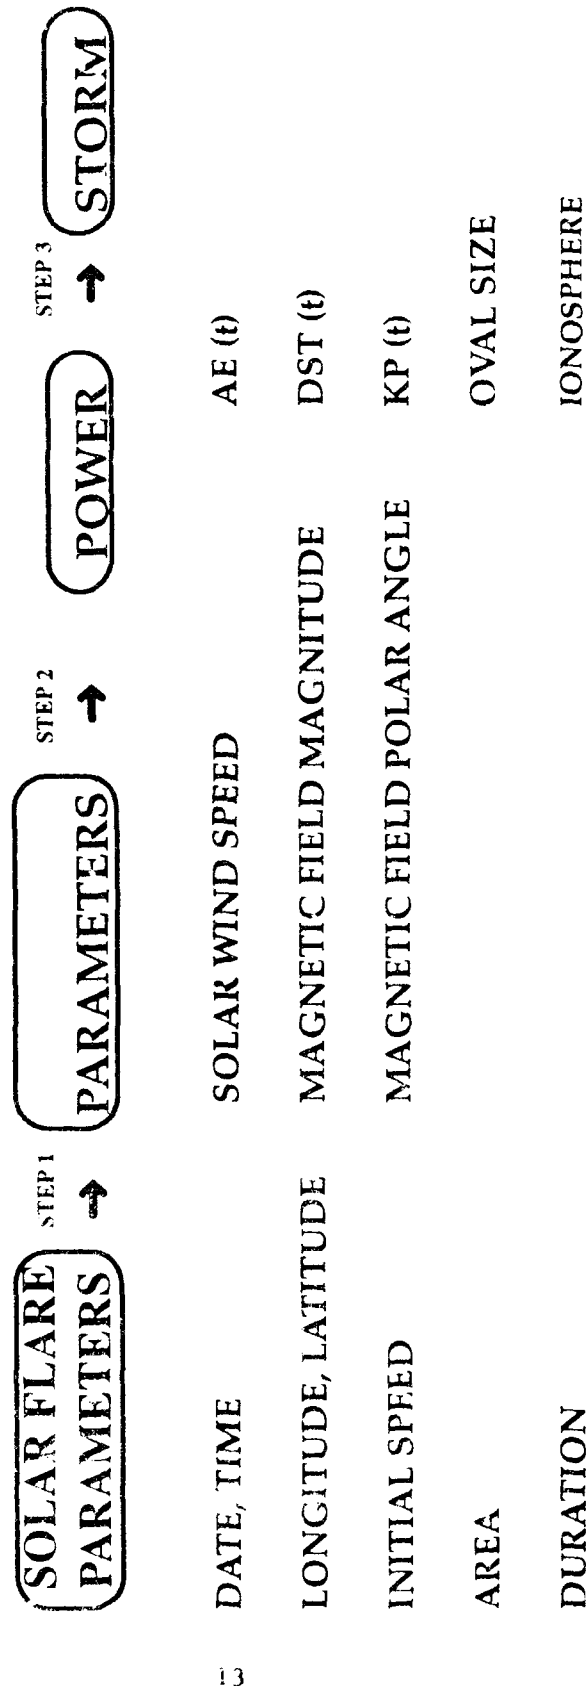 SOLAR FLARE
PARAMETERS
STEP 1
PARAMETERS
STEP 2
POWER
STEP 3
STORM
DATE, TIME
SOLAR WIND SPEED
AE (t)
LONGITUDE, LATITUDE
MAGNETIC FIELD MAGNITUDE
DST (t)
INITIAL SPEED
MAGNETIC FIELD POLAR ANGLE
KP (t)
AREA
OVAL SIZE
DURATION
IONOSPHERE
13